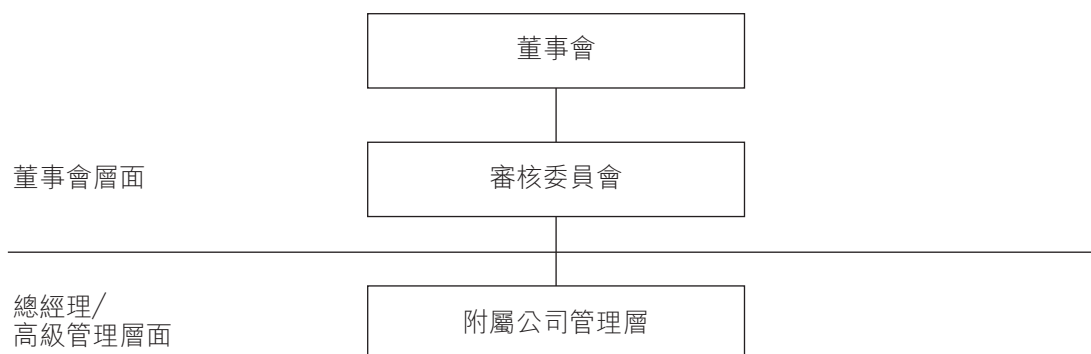 董事會
董事會層面
審核委員會
總經理/
高級管理層面
附屬公司管理層